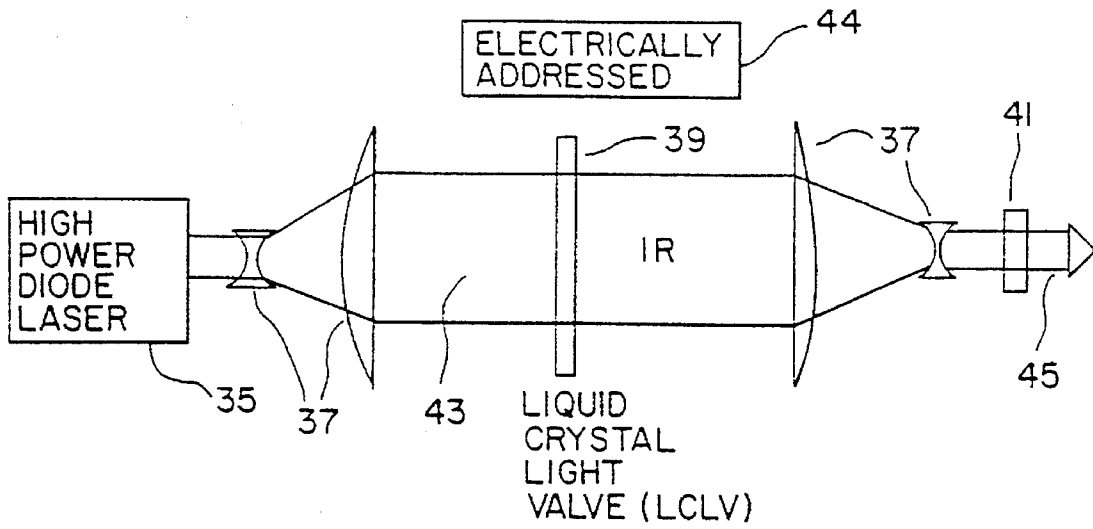 ELECTRICALLY
ADDRESSED
44
39
37
41
HIGH
POWER
DIODE
LASER
IR
35
37
43
LIQUID
CRYSTAL
LIGHT
VALVE (LCLV)
45